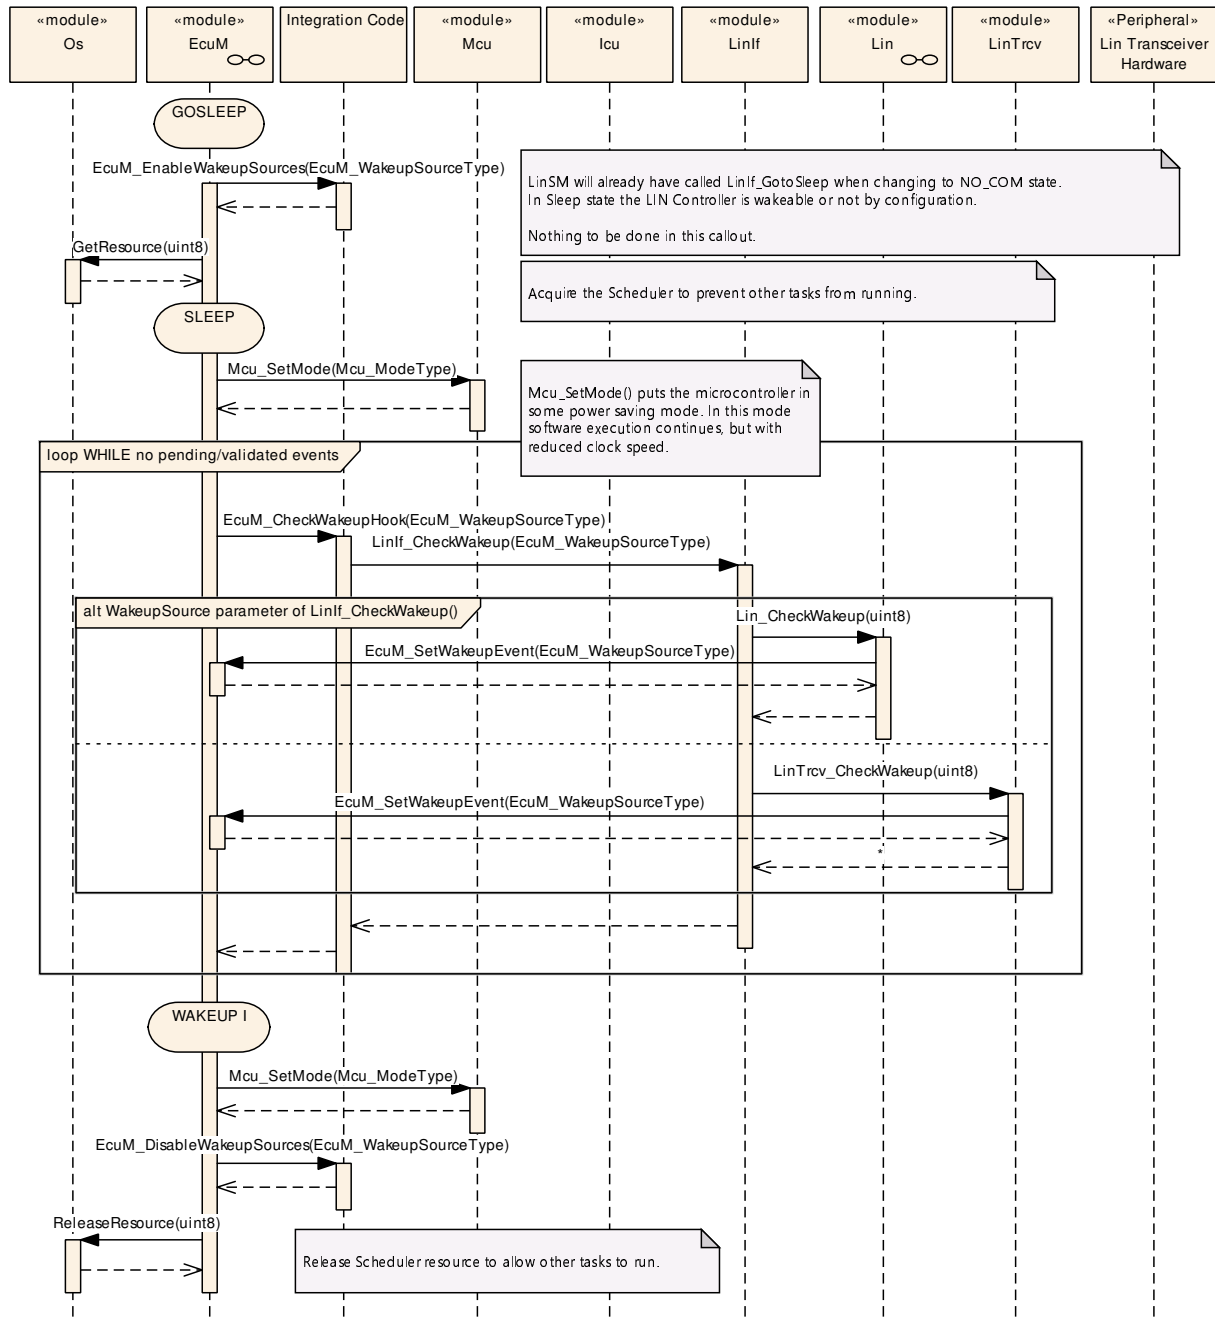 «module»
Os
«module»
EcuM
Integration Code
«module»
Mcu
«module»
Icu
«module»
LinIf
«module»
Lin
«module»
LinTrcv
«Peripheral»
Lin Transceiver
Hardware
GOSLEEP
EcuM_EnableWakeupSources(EcuM_WakeupSourceType)
LinSM will already have called LinIf_GotoSleep when changing to NO_COM state.
In Sleep state the LIN Controller is wakeable or not by configuration.
Nothing to be done in this callout.
GetResource(uint8)
Acquire the Scheduler to prevent other tasks from running.
SLEEP
Mcu_SetMode(Mcu_ModeType)
Mcu_SetMode() puts the microcontroller in
some power saving mode. In this mode
software execution continues, but with
reduced clock speed.
loop WHILE no pending/validated events
EcuM_CheckWakeupHook(EcuM_WakeupSourceType)
LinIf_CheckWakeup(EcuM_WakeupSourceType)
alt WakeupSource parameter of LinIf_CheckWakeup()
Lin_CheckWakeup(uint8)
EcuM_SetWakeupEvent(EcuM_WakeupSourceType)
LinTrcv_CheckWakeup(uint8)
EcuM_SetWakeupEvent(EcuM_WakeupSourceType)
*
WAKEUP I
Mcu_SetMode(Mcu_ModeType)
EcuM_DisableWakeupSources(EcuM_WakeupSourceType)
ReleaseResource(uint8)
Release Scheduler resource to allow other tasks to run.